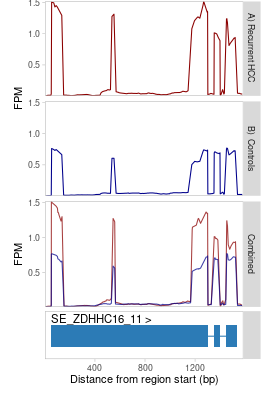 1.5
1.0
0.5
FPM
A) Recurrent HCC
1.5
1.0
0.5
B) Controls
1.5
1.0
0.5
FPM
Combined
SE_ZDHHC16_11 >
400 800 1200
Distance from region start (bp)